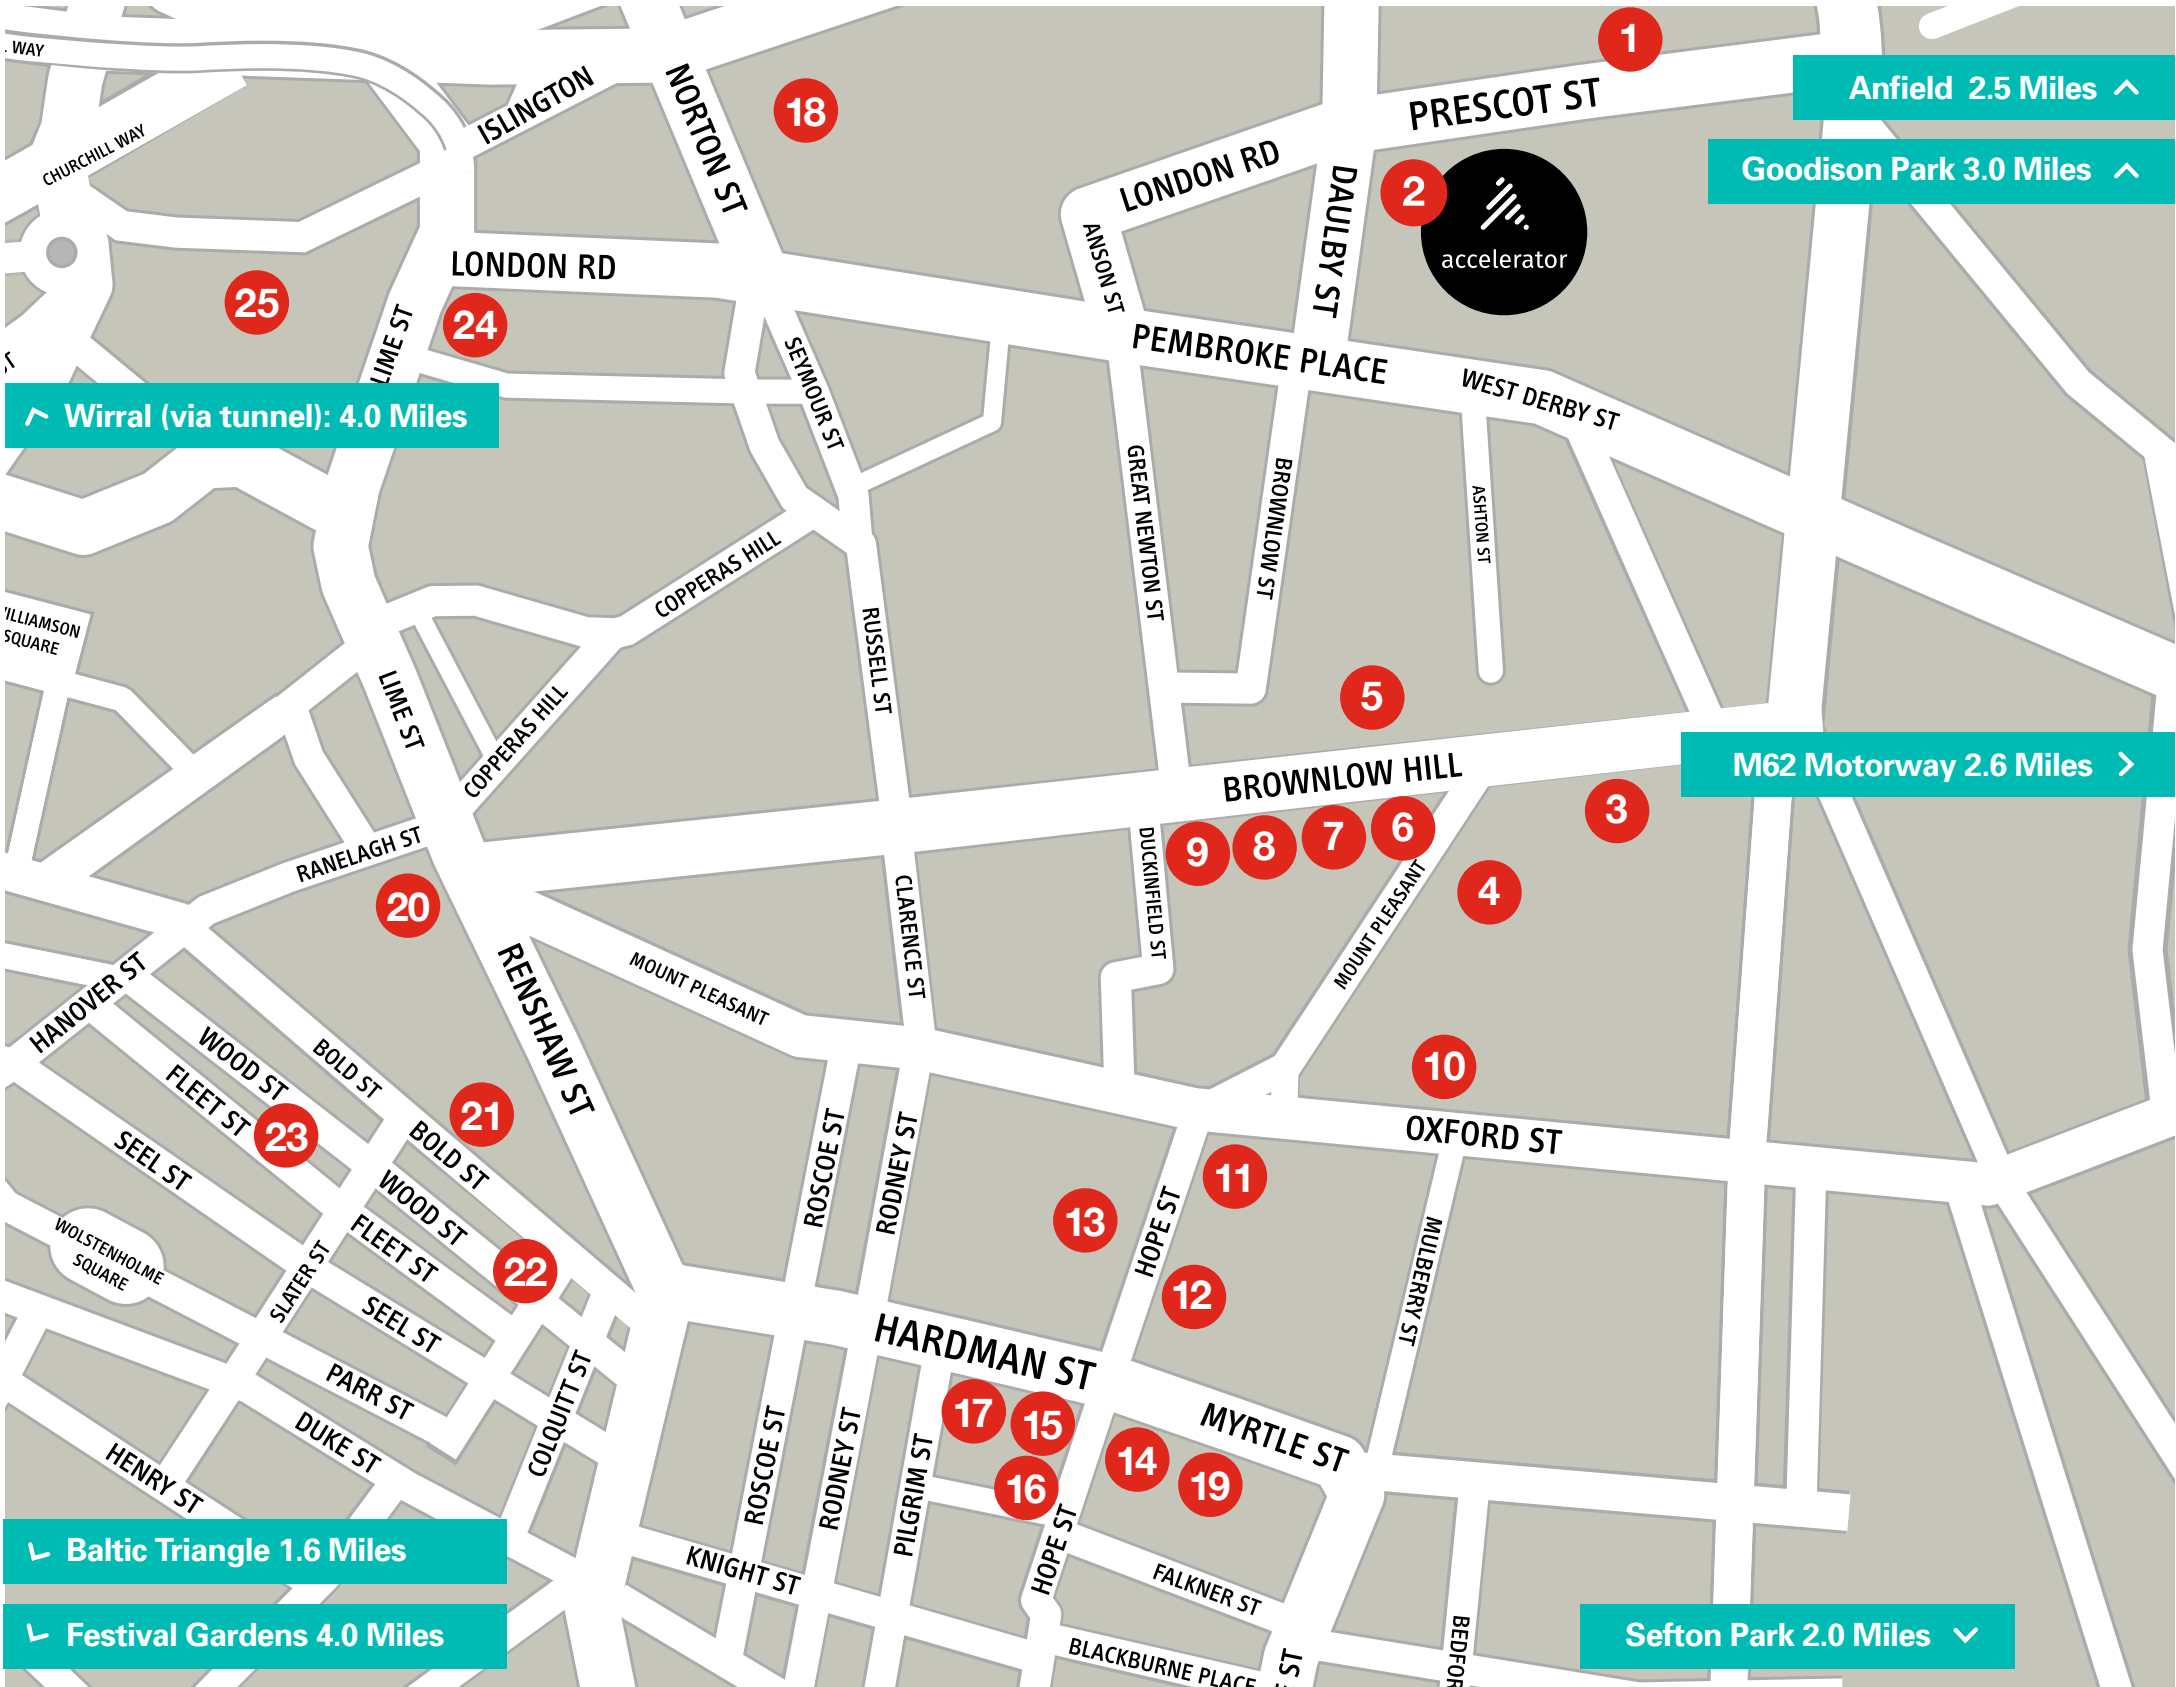 . WAY
CHURCHILL WAY
ISLINGTON
NORTON ST
18
1
PRESCOT ST
Anfield 2.5 Miles
Goodison Park 3.0 Miles
LONDON RD
DAULBY ST
2
accelerator
ANSON ST
LONDON RD
25
24
LIME ST
SEYMOUR ST
PEMBROKE PLACE
WEST DERBY ST
Wirral (via tunnel): 4.0 Miles
GREAT NEWTON ST
BROWNLOW ST
ASHTON ST
COPPERAS HILL
ILLIAMSON
SQUARE
RUSSELL ST
LIME ST
COPPERAS HILL
5
BROWNLOW HILL
M62 Motorway 2.6 Miles
3
6
7
8
9
RANELAGH ST
DUCKINFIELD ST
MOUNT PLEASANT
4
20
CLARENCE ST
RENSHAW ST
MOUNT PLEASANT
HANOVER ST
WOOD ST
BOLD ST
FLEET ST
10
21
23
BOLD ST
OXFORD ST
SEEL ST
WOOD ST
ROSCOE ST
RODNEY ST
11
13
HOPE ST
MULBERRY ST
WOLSTENHOLME
SQUARE
SLATER ST
FLEET ST
22
12
SEEL ST
HARDMAN ST
PARR ST
COLQUITT ST
DUKE ST
HENRY ST
17
15
MYRTLE ST
14
19
16
ROSCOE ST
RODNEY ST
PILGRIM ST
HOPE ST
Baltic Triangle 1.6 Miles
KNIGHT ST
FALKNER ST
Festival Gardens 4.0 Miles
BLACKBURNE PLACE
ST
BEDFOR
Sefton Park 2.0 Miles